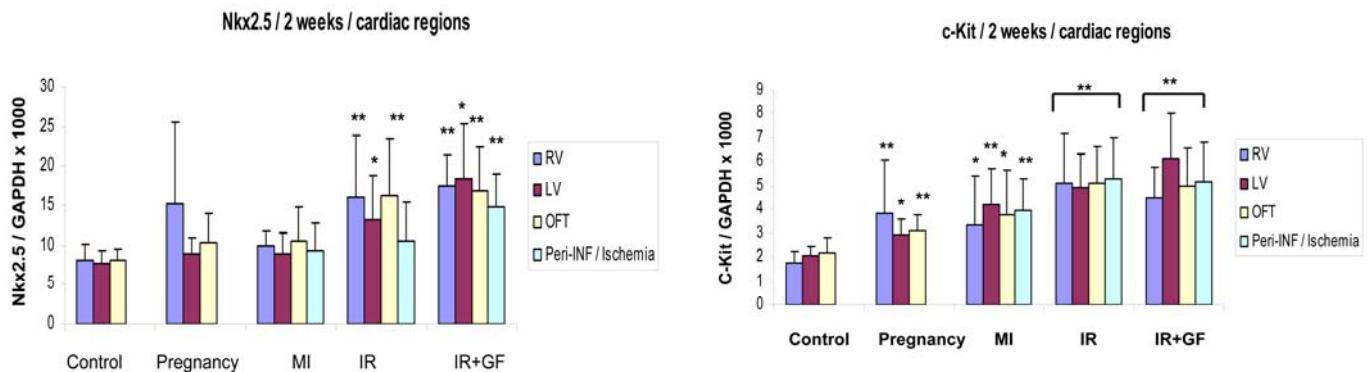 Nkx2.5 / 2 weeks / cardiac regions
Nkx2.5 / GAPDH x 1000
30
25
20
15
10
5
0
** ** * ** * ** **
Control Pregnancy MI IR IR+GF
RV
LV
OFT
Peri-INF / Ischemia
c-Kit / 2 weeks / cardiac regions
C-Kit / GAPDH x 1000
9
8
7
6
5
4
3
2
1
0
** * ** * ** * ** ** **
Control Pregnancy MI IR IR+GF
RV
LV
OFT
Peri-INF / Ischemia